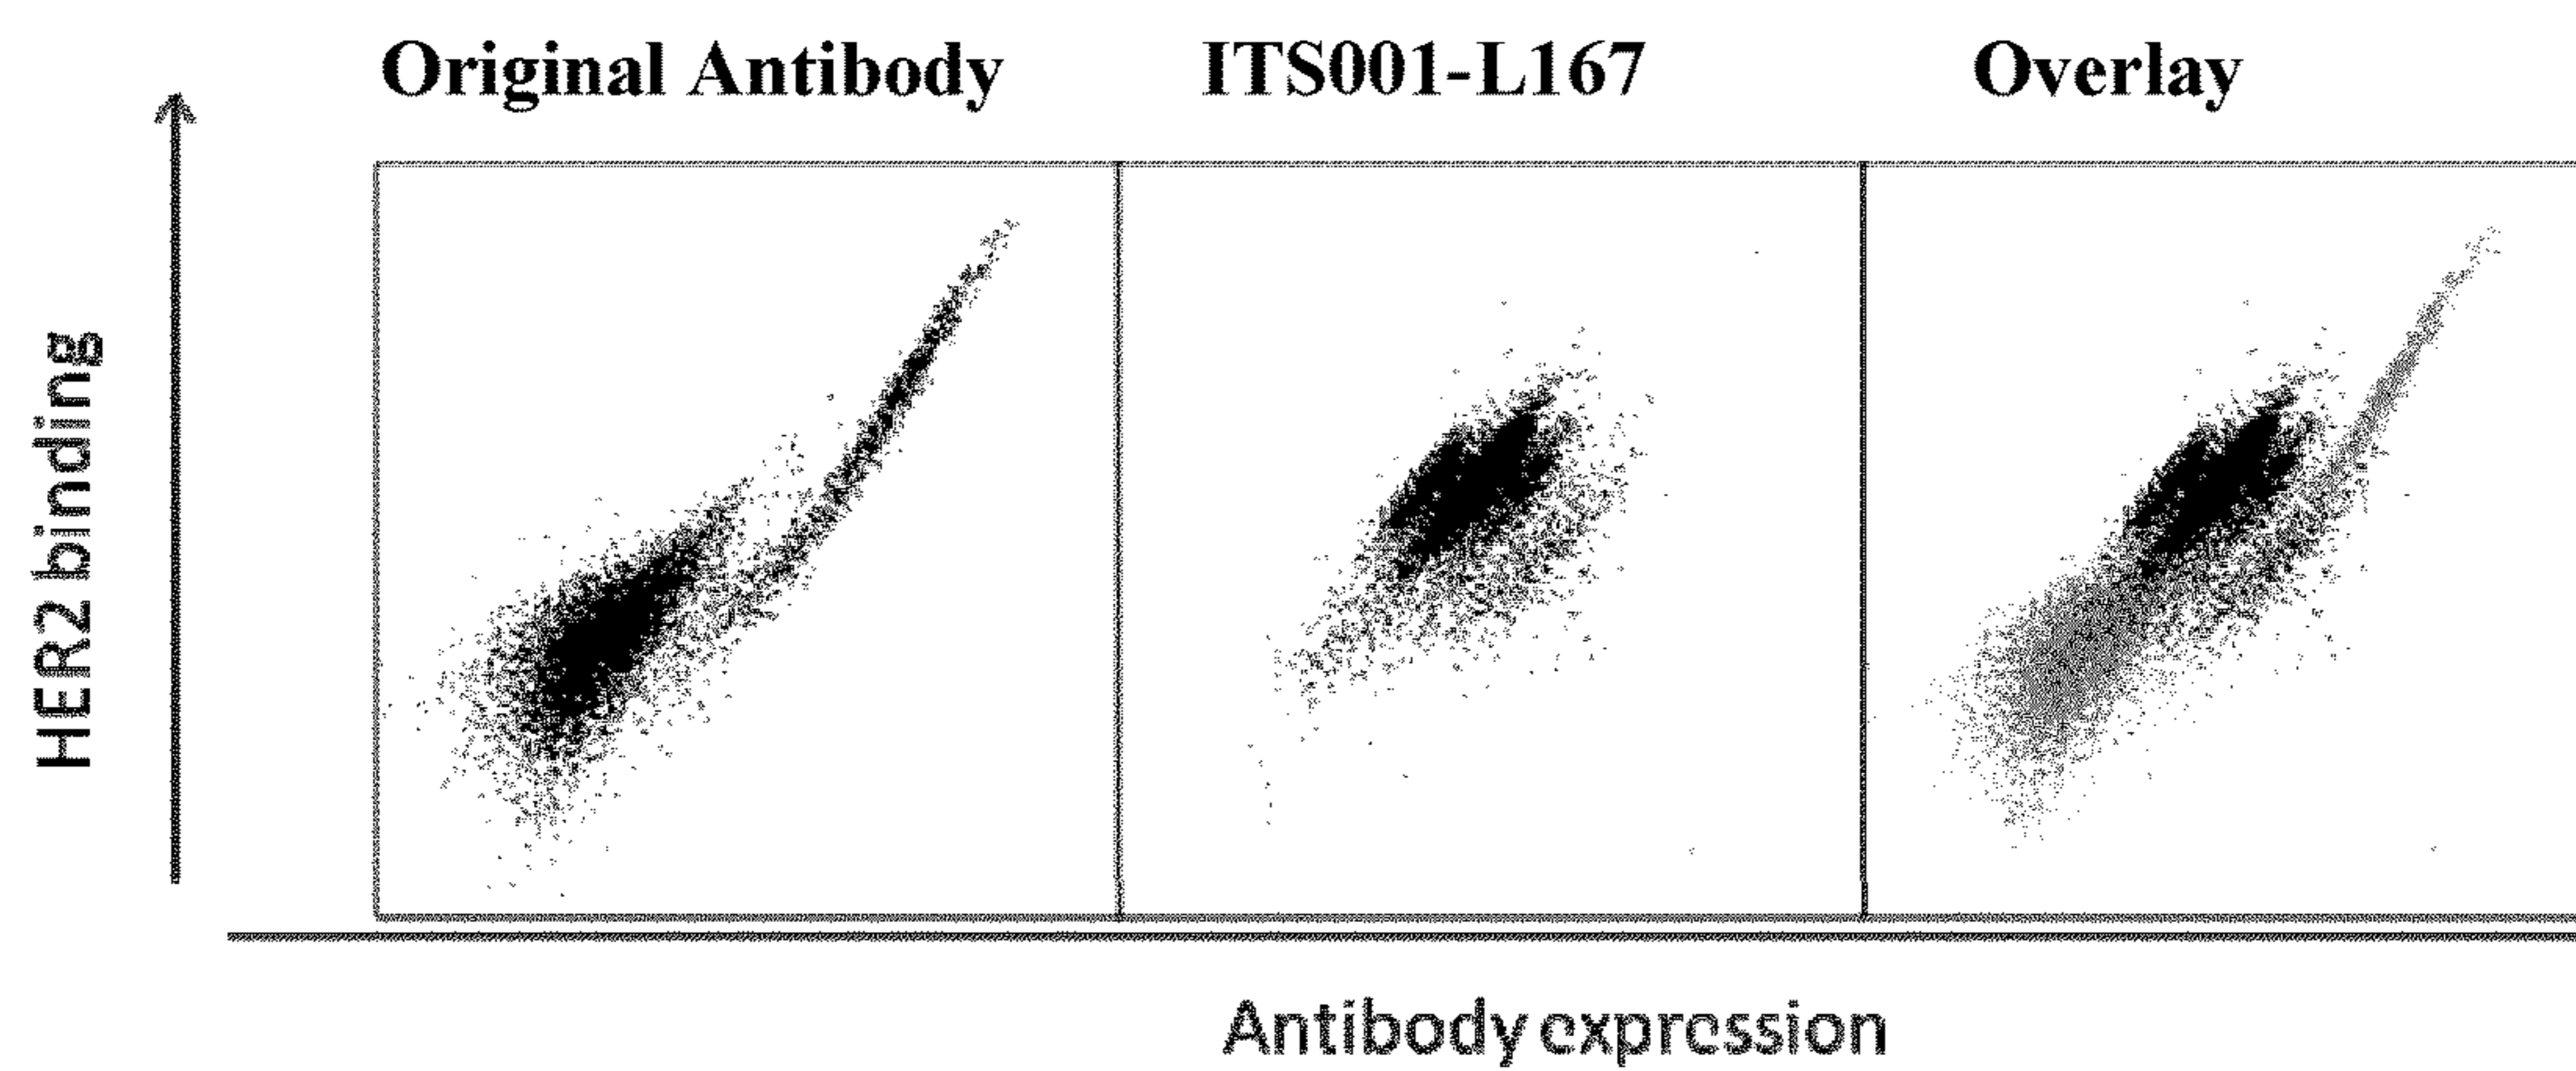 Original Antibody
ITS001-L167
Overlay
HER2 binding
Antibody expression